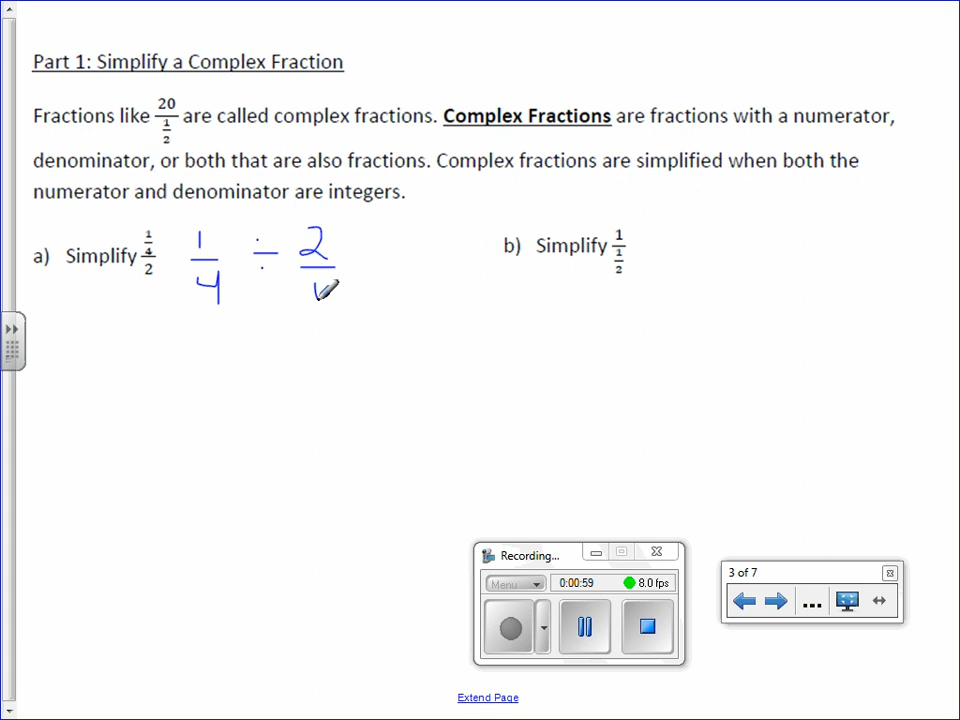 Part 1: Simplify a Complex Fraction
Fractions like 20/(1/2) are called complex fractions. Complex Fractions are fractions with a numerator,
denominator, or both that are also fractions. Complex fractions are simplified when both the
numerator and denominator are integers.
a) Simplify (1/4)/2 1/4 ÷ 2/
b) Simplify 1/(1/2)
Recording...
Menu 0:00:59 8.0 fps
3 of 7
...
Extend Page